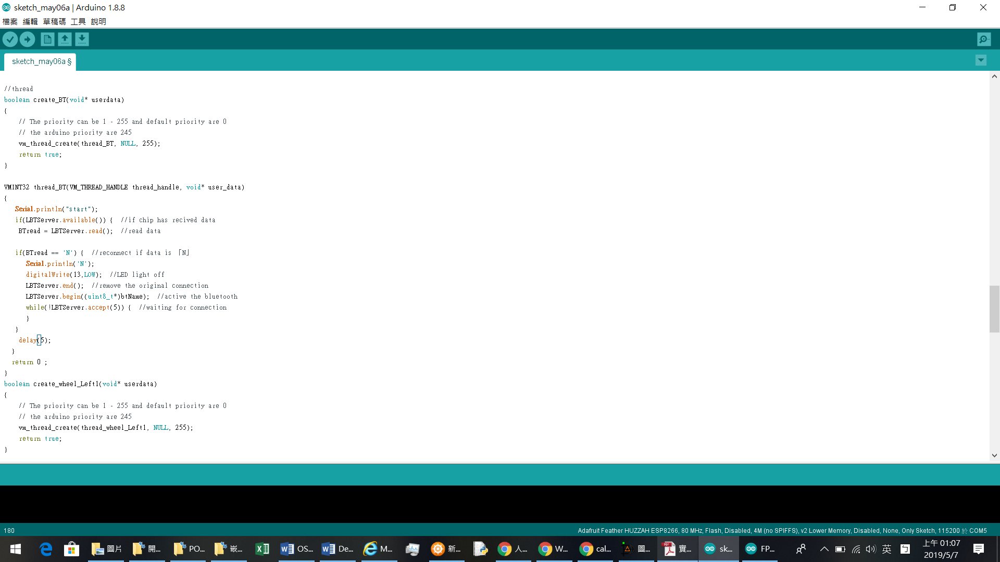 sketch_may06a | Arduino 1.8.8
檔案 編輯 草稿碼 工具 說明
sketch_may06a §
//thread
boolean create_BT(void* userdata)
{
// The priority can be 1 - 255 and default priority are 0
// the arduino priority are 245
vm_thread_create(thread_BT, NULL, 255);
return true;
}
VMINT32 thread_BT(VM_THREAD_HANDLE thread_handle, void* user_data)
{
Serial.println("start");
if(LBTServer.available()) {  //if chip has recived data
BTread = LBTServer.read();  //read data
if(BTread == 'N') {  //reconnect if data is 「N」
Serial.println('N');
digitalWrite(13,LOW);  //LED light off
LBTServer.end();  //remove the original connection
LBTServer.begin((uint8_t*)btName);  //active the bluetooth
while(!LBTServer.accept(5)) {  //waiting for connection
}
}
delay(5);
}
return 0 ;
}
boolean create_wheel_Left1(void* userdata)
{
// The priority can be 1 - 255 and default priority are 0
// the arduino priority are 245
vm_thread_create(thread_wheel_Left1, NULL, 255);
return true;
}
180
Adafruit Feather HUZZAH ESP8266, 80 MHz, Flash, Disabled, 4M (no SPIFFS), v2 Lower Memory, Disabled, None, Only Sketch, 115200 於 COM5
圖片 開... PO... 嵌... OS... De... M... 新... 人... W... cal... 圖... 實... sk... FP... 英
上午 01:07
2019/5/7